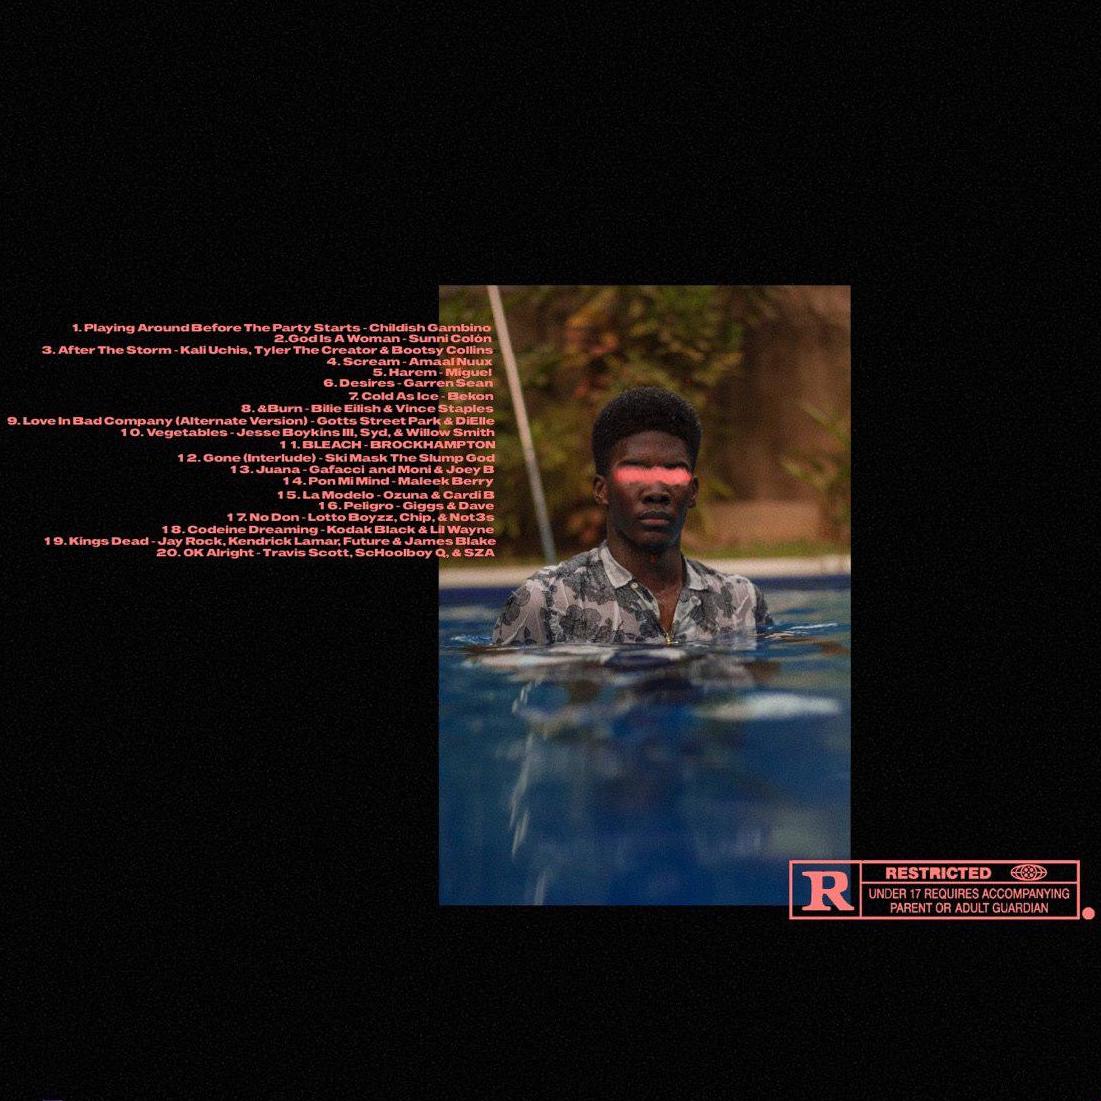 1. Playing Around Before The Party Starts - Childish Gambino
2.God Is A Woman - Sunni Colón
3. After The Storm - Kali Uchis, Tyler The Creator & Bootsy Collins
4. Scream - Amaal Nuux
5. Harem - Miguel
6. Desires - Garren Sean
7. Cold As Ice - Bekon
8. &Burn - Bilie Eilish & Vince Staples
9. Love In Bad Company (Alternate Version) - Gotts Street Park & DiElle
10. Vegetables - Jesse Boykins III, Syd, & Willow Smith
11. BLEACH - BROCKHAMPTON
12. Gone (Interlude) - Ski Mask The Slump God
13. Juana - Gafacci and Moni & Joey B
14. Pon Mi Mind - Maleek Berry
15. La Modelo - Ozuna & Cardi B
16. Peligro - Giggs & Dave
17. No Don - Lotto Boyzz, Chip, & Not3s
18. Codeine Dreaming - Kodak Black & Lil Wayne
19. Kings Dead - Jay Rock, Kendrick Lamar, Future & James Blake
20. OK Alright - Travis Scott, ScHoolboy Q, & SZA
R
RESTRICTED
UNDER 17 REQUIRES ACCOMPANYING
PARENT OR ADULT GUARDIAN